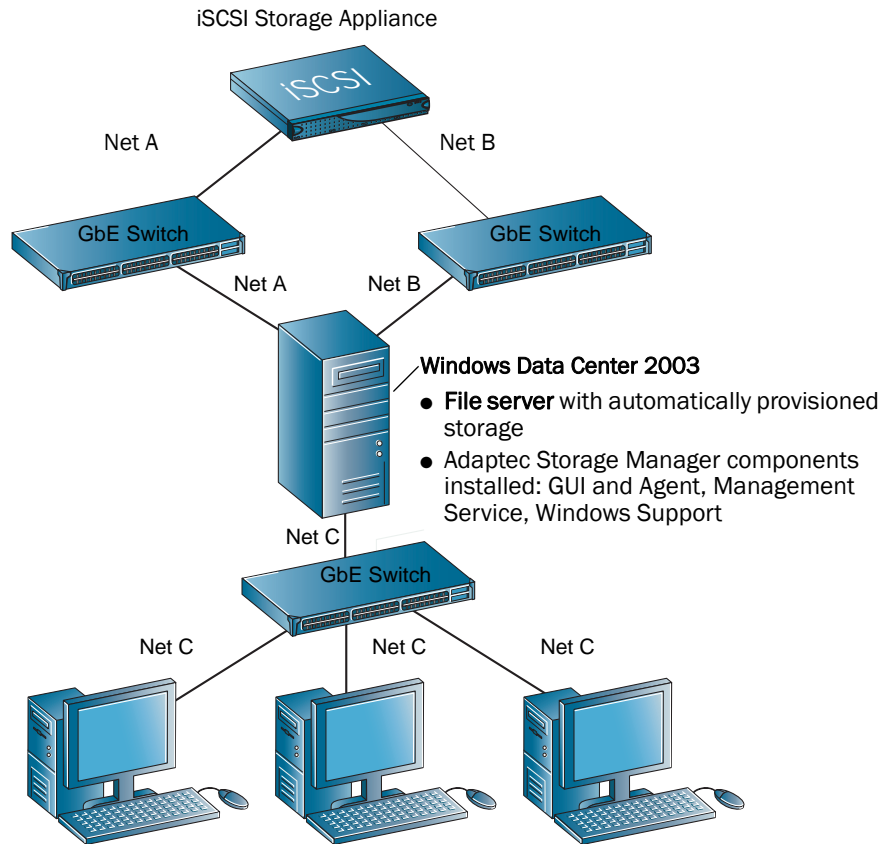 iSCSI Storage Appliance
iSCSI
Net A
Net B
GbE Switch
GbE Switch
Net A
Net B
Windows Data Center 2003
● File server with automatically provisioned
storage
● Adaptec Storage Manager components
installed: GUI and Agent, Management
Service, Windows Support
Net C
GbE Switch
Net C
Net C
Net C